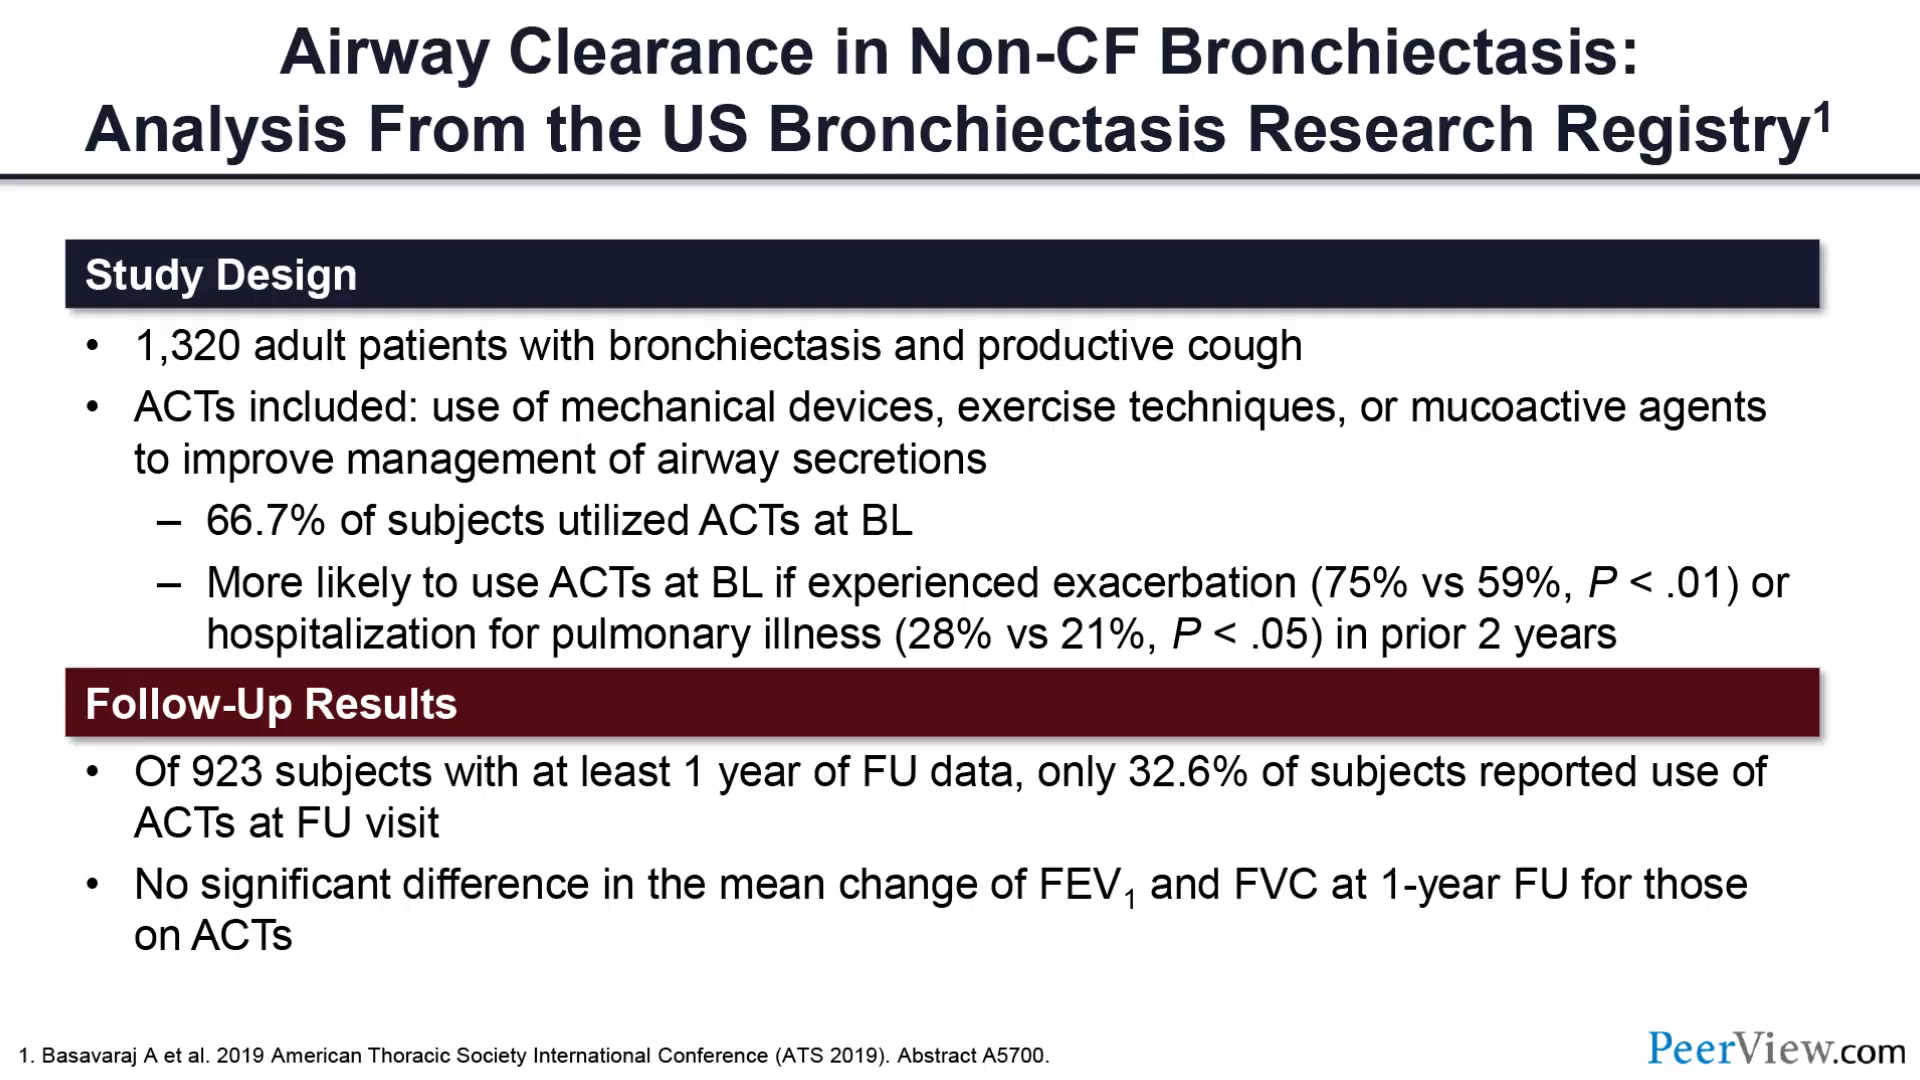 Airway Clearance in Non-CF Bronchiectasis:
Analysis From the US Bronchiectasis Research Registry¹
Study Design
• 1,320 adult patients with bronchiectasis and productive cough
• ACTs included: use of mechanical devices, exercise techniques, or mucoactive agents
to improve management of airway secretions
– 66.7% of subjects utilized ACTs at BL
– More likely to use ACTs at BL if experienced exacerbation (75% vs 59%, P < .01) or
hospitalization for pulmonary illness (28% vs 21%, P < .05) in prior 2 years
Follow-Up Results
• Of 923 subjects with at least 1 year of FU data, only 32.6% of subjects reported use of
ACTs at FU visit
• No significant difference in the mean change of FEV₁ and FVC at 1-year FU for those
on ACTs
1. Basavaraj A et al. 2019 American Thoracic Society International Conference (ATS 2019). Abstract A5700.
PeerView.com